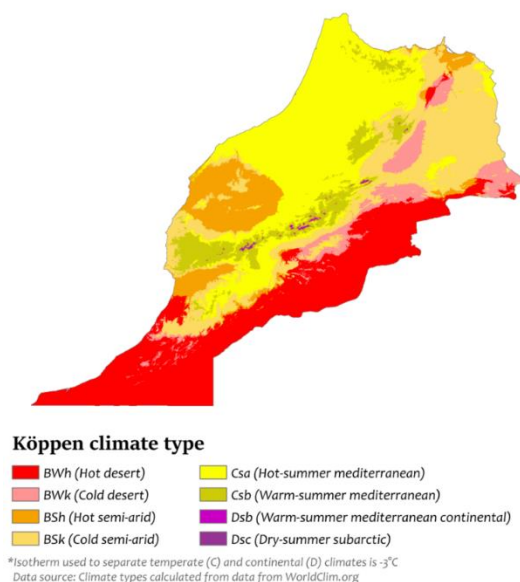 Köppen climate type
BWh (Hot desert)
BWk (Cold desert)
BSh (Hot semi-arid)
BSk (Cold semi-arid)
Csa (Hot-summer mediterranean)
Csb (Warm-summer mediterranean)
Dsb (Warm-summer mediterranean continental)
Dsc (Dry-summer subarctic)
*Isotherm used to separate temperate (C) and continental (D) climates is -3°C
Data source: Climate types calculated from data from WorldClim.org